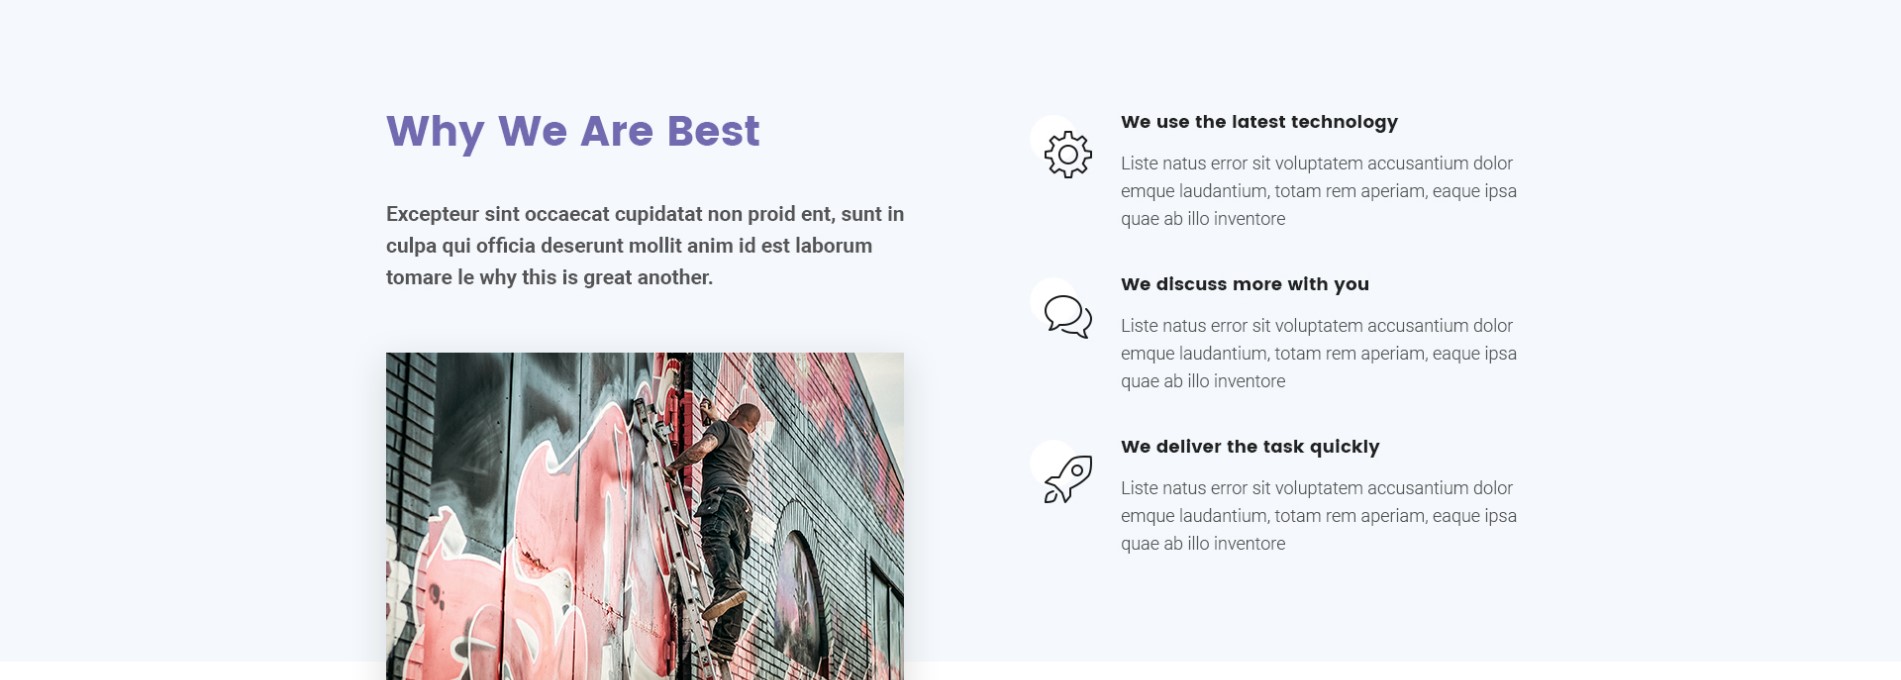 Why We Are Best
Excepteur sint occaecat cupidatat non proid ent, sunt in
culpa qui officia deserunt mollit anim id est laborum
tomare le why this is great another.
We use the latest technology
Liste natus error sit voluptatem accusantium dolor
emque laudantium, totam rem aperiam, eaque ipsa
quae ab illo inventore
We discuss more with you
Liste natus error sit voluptatem accusantium dolor
emque laudantium, totam rem aperiam, eaque ipsa
quae ab illo inventore
We deliver the task quickly
Liste natus error sit voluptatem accusantium dolor
emque laudantium, totam rem aperiam, eaque ipsa
quae ab illo inventore